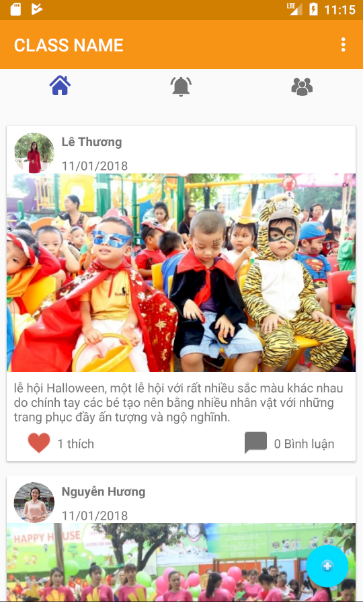 LTE 11:15
CLASS NAME
Lê Thương
11/01/2018
lễ hội Halloween, một lễ hội với rất nhiều sắc màu khác nhau
do chính tay các bé tạo nên bằng nhiều nhân vật với những
trang phục đầy ấn tượng và ngộ nghĩnh.
1 thích 0 Bình luận
Nguyễn Hương
11/01/2018
HAPPY HOUSE